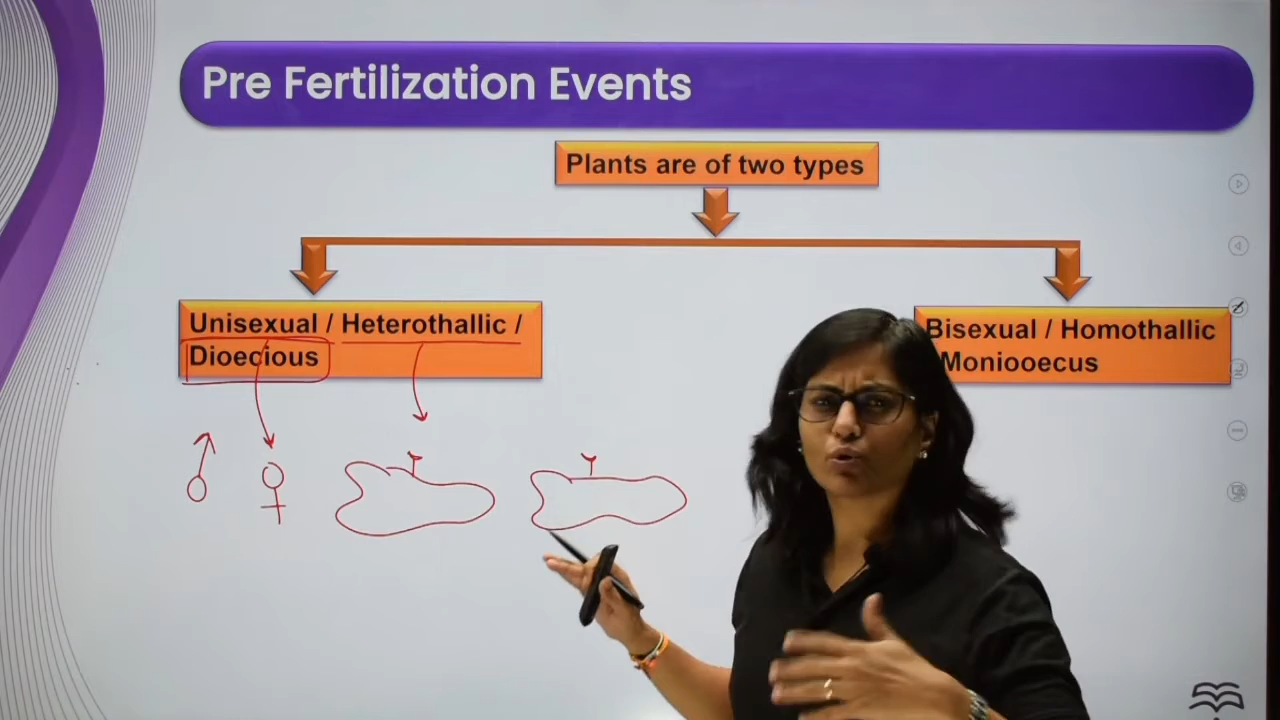 Pre Fertilization Events
Plants are of two types
Unisexual / Heterothallic /
Dioecious
Bisexual / Homothallic
Moniooecus